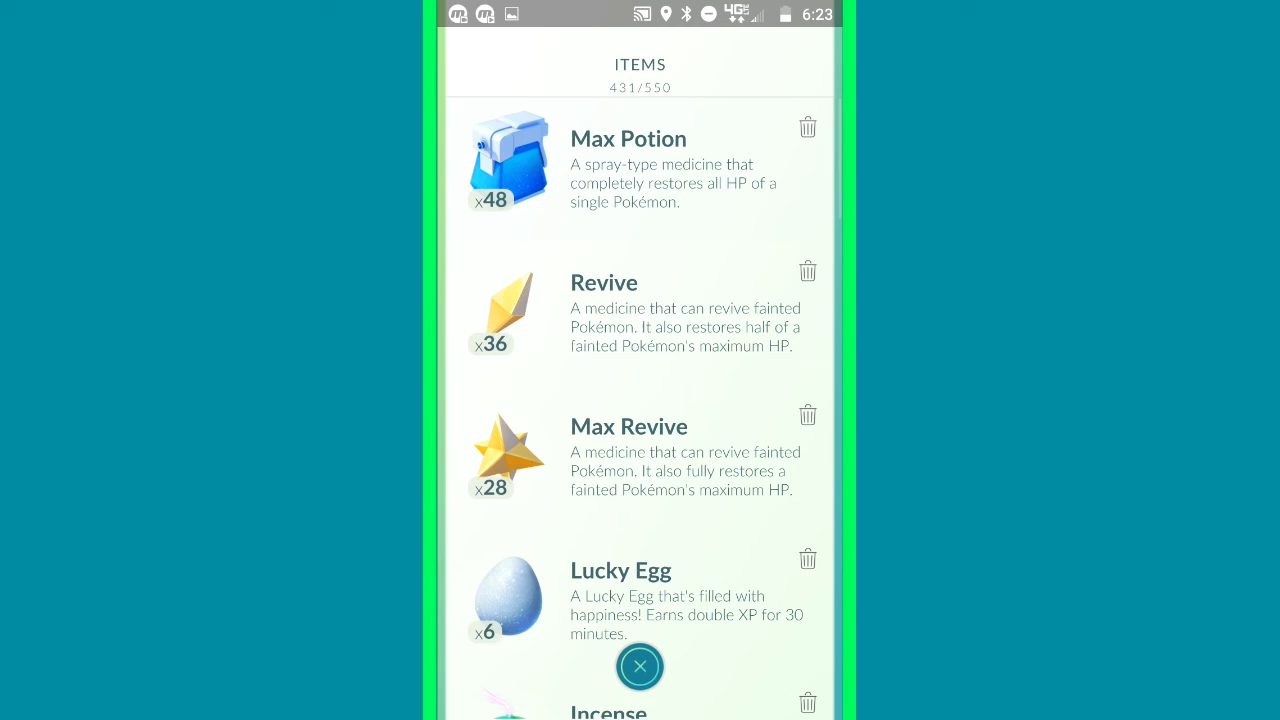 4G LTE 6:23
ITEMS
431/550
Max Potion
A spray-type medicine that
completely restores all HP of a
single Pokémon.
x48
Revive
A medicine that can revive fainted
Pokémon. It also restores half of a
fainted Pokémon's maximum HP.
x36
Max Revive
A medicine that can revive fainted
Pokémon. It also fully restores a
fainted Pokémon's maximum HP.
x28
Lucky Egg
A Lucky Egg that's filled with
happiness! Earns double XP for 30
minutes.
x6
Incense